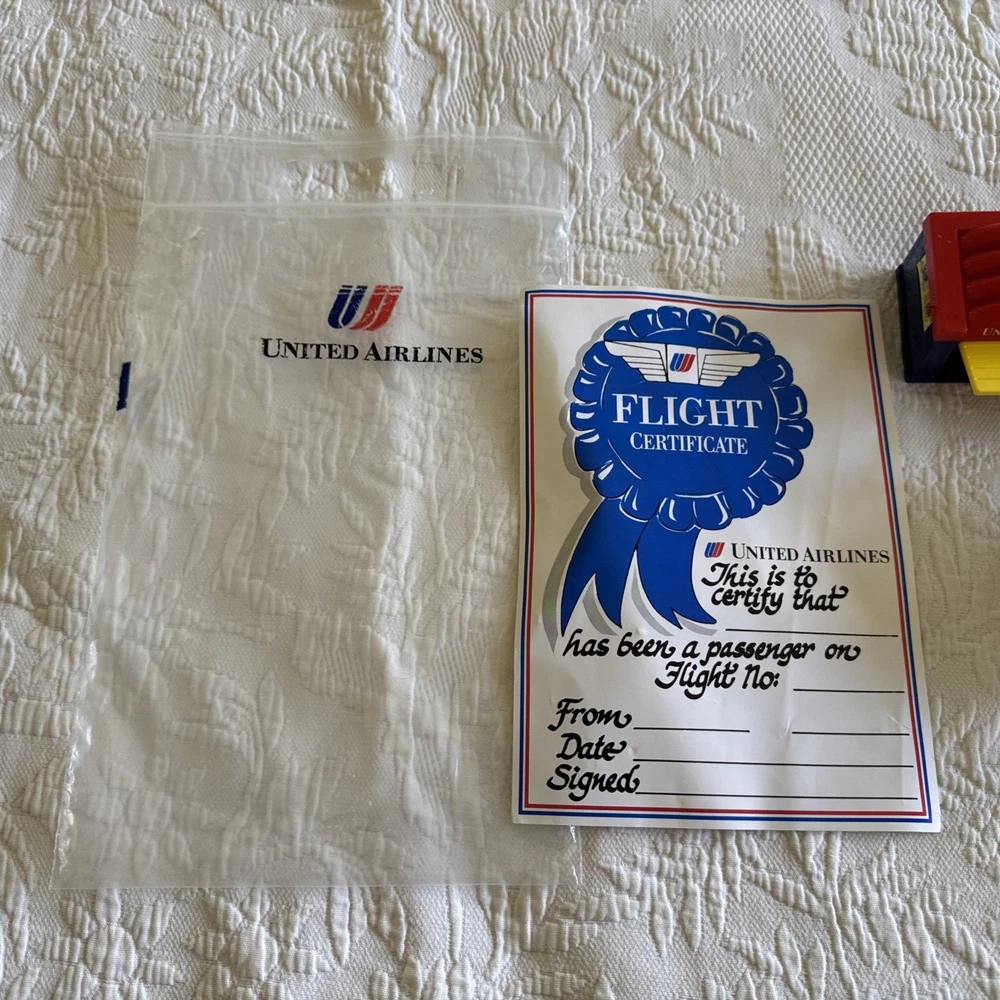 UNITED AIRLINES
FLIGHT
CERTIFICATE
UNITED AIRLINES
This is to
certify that
has been a passenger on
Flight No:
From
Date
Signed